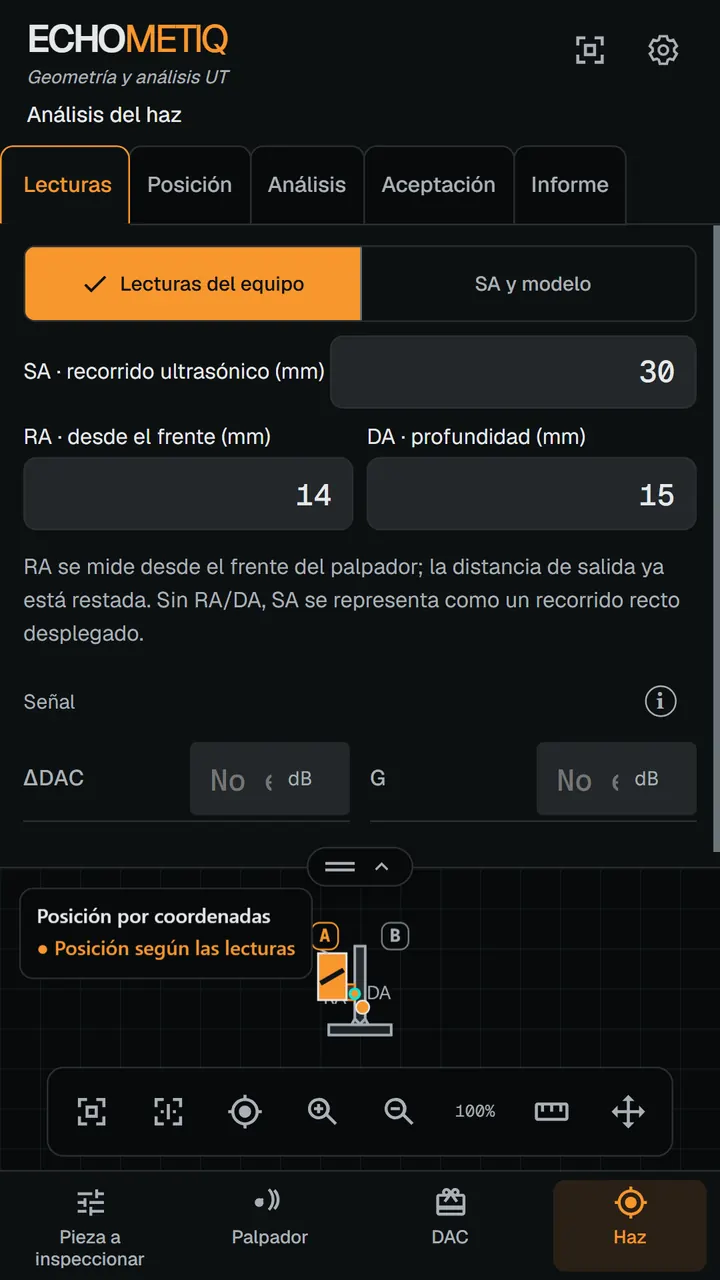 ECHOMETIQ
Geometría y análisis UT
Análisis del haz
Lecturas
Posición
Análisis
Aceptación
Informe
Lecturas del equipo
SA y modelo
SA · recorrido ultrasónico (mm)
30
RA · desde el frente (mm)
DA · profundidad (mm)
14
15
RA se mide desde el frente del palpador; la distancia de salida ya
está restada. Sin RA/DA, SA se representa como un recorrido recto
desplegado.
Señal
ΔDAC
No
dB
G
No
dB
Posición por coordenadas
Posición según las lecturas
A
B
DA
100%
Pieza a
inspeccionar
Palpador
DAC
Haz